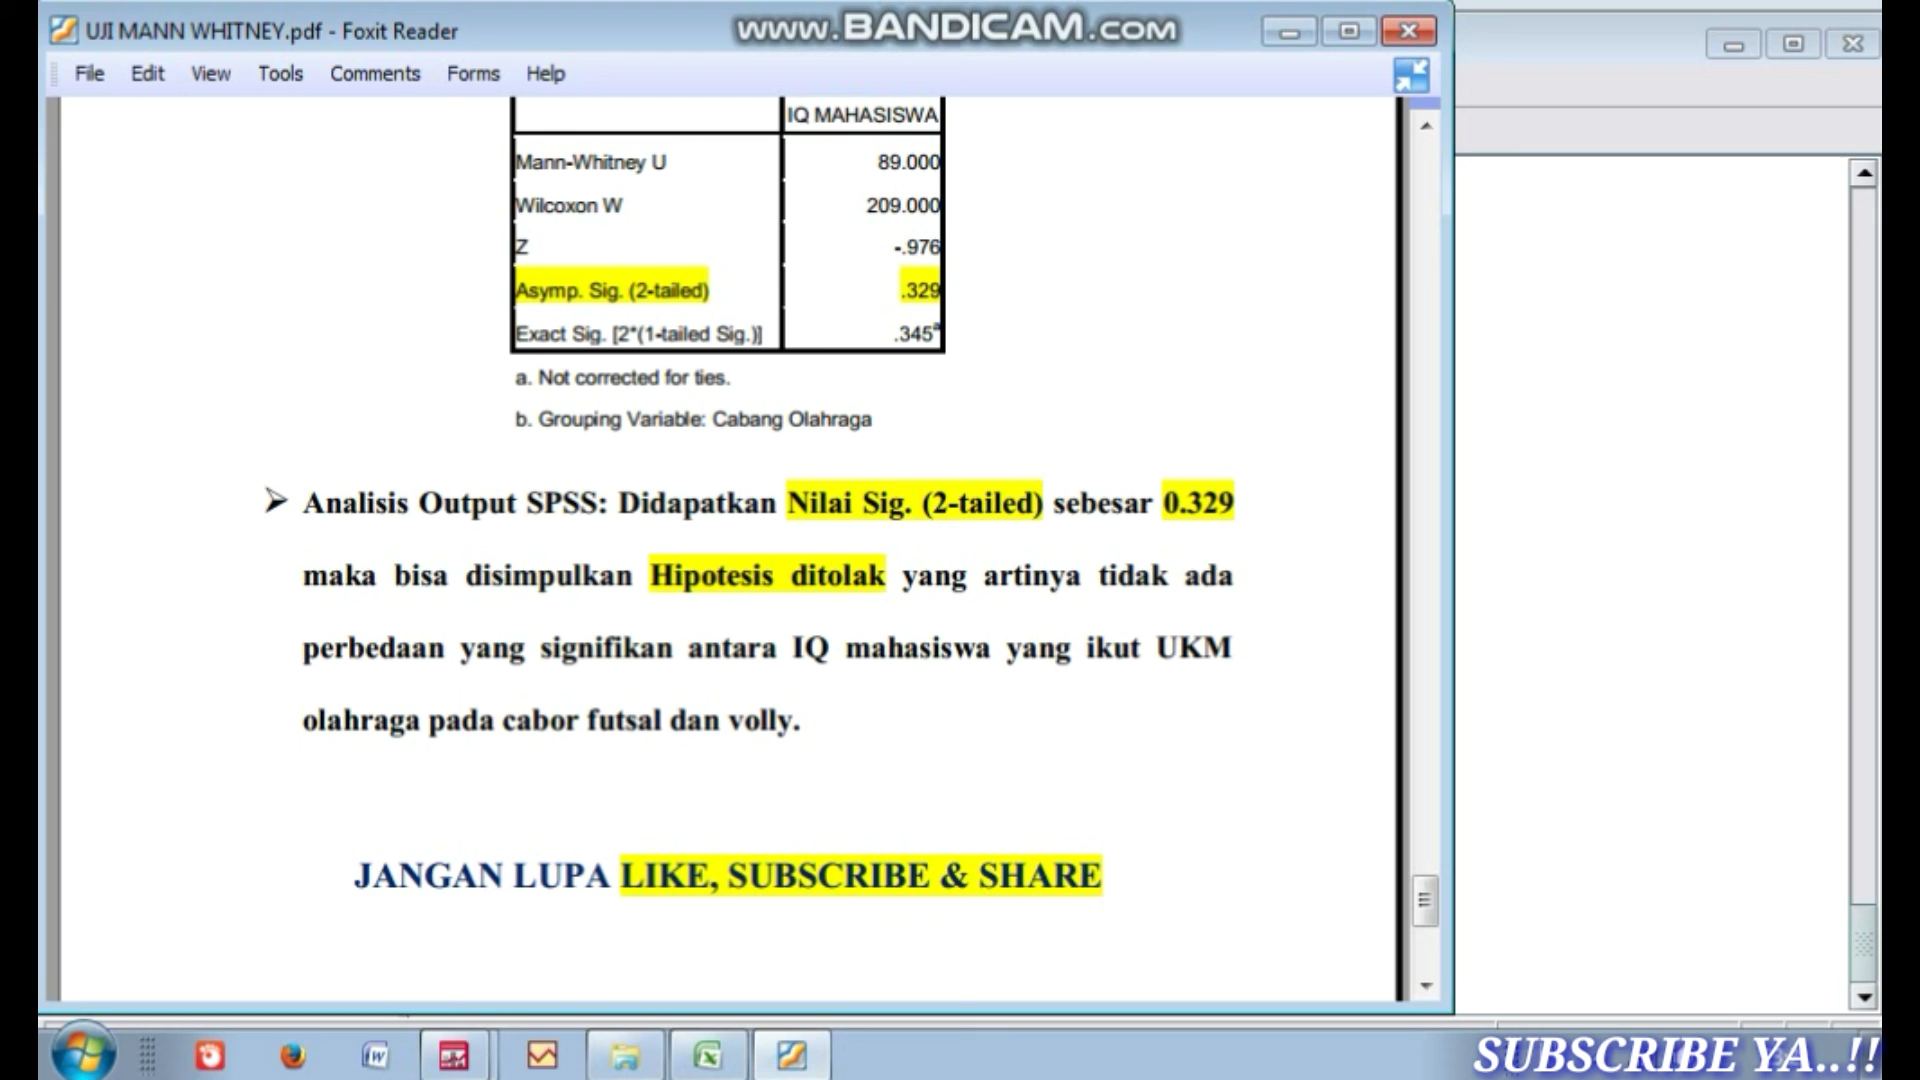 UJI MANN WHITNEY.pdf - Foxit Reader
www.BANDICAM.com
File Edit View Tools Comments Forms Help
IQ MAHASISWA
Mann-Whitney U 89.000
Wilcoxon W 209.000
Z -.976
Asymp. Sig. (2-tailed) .329
Exact Sig. [2*(1-tailed Sig.)] .345a
a. Not corrected for ties.
b. Grouping Variable: Cabang Olahraga
➢ Analisis Output SPSS: Didapatkan Nilai Sig. (2-tailed) sebesar 0.329
maka bisa disimpulkan Hipotesis ditolak yang artinya tidak ada
perbedaan yang signifikan antara IQ mahasiswa yang ikut UKM
olahraga pada cabor futsal dan volly.
JANGAN LUPA LIKE, SUBSCRIBE & SHARE
SUBSCRIBE YA..!!